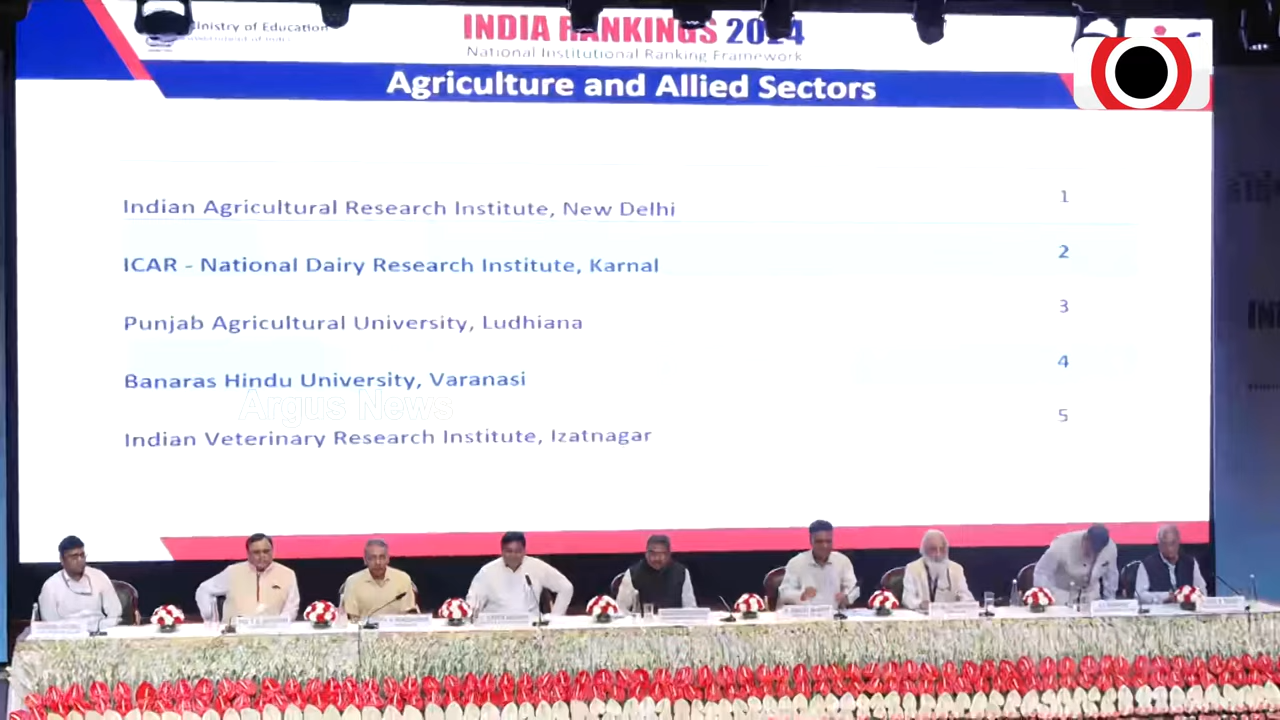 Ministry of Education
INDIA RANKINGS 2024
National Institutional Ranking Framework
Agriculture and Allied Sectors
Indian Agricultural Research Institute, New Delhi 1
ICAR - National Dairy Research Institute, Karnal 2
Punjab Agricultural University, Ludhiana 3
Banaras Hindu University, Varanasi 4
Argus News
Indian Veterinary Research Institute, Izatnagar 5